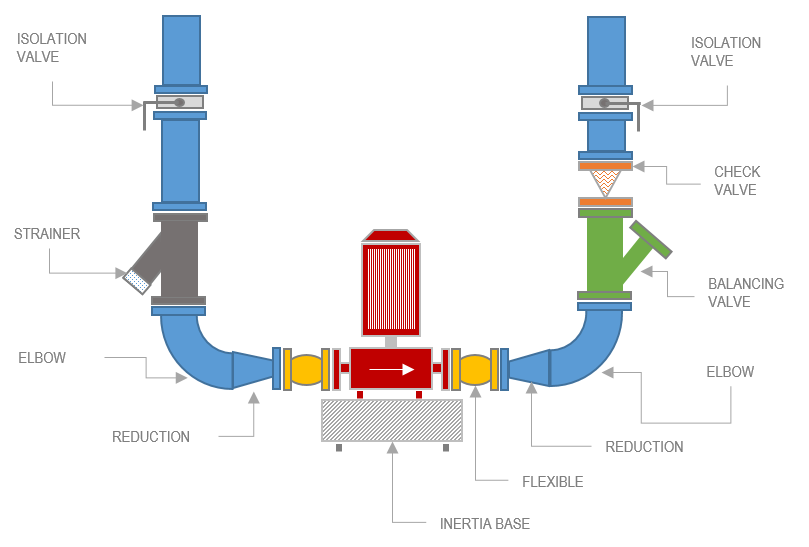 ISOLATION
VALVE
ISOLATION
VALVE
CHECK
VALVE
STRAINER
BALANCING
VALVE
ELBOW
ELBOW
REDUCTION
REDUCTION
FLEXIBLE
INERTIA BASE